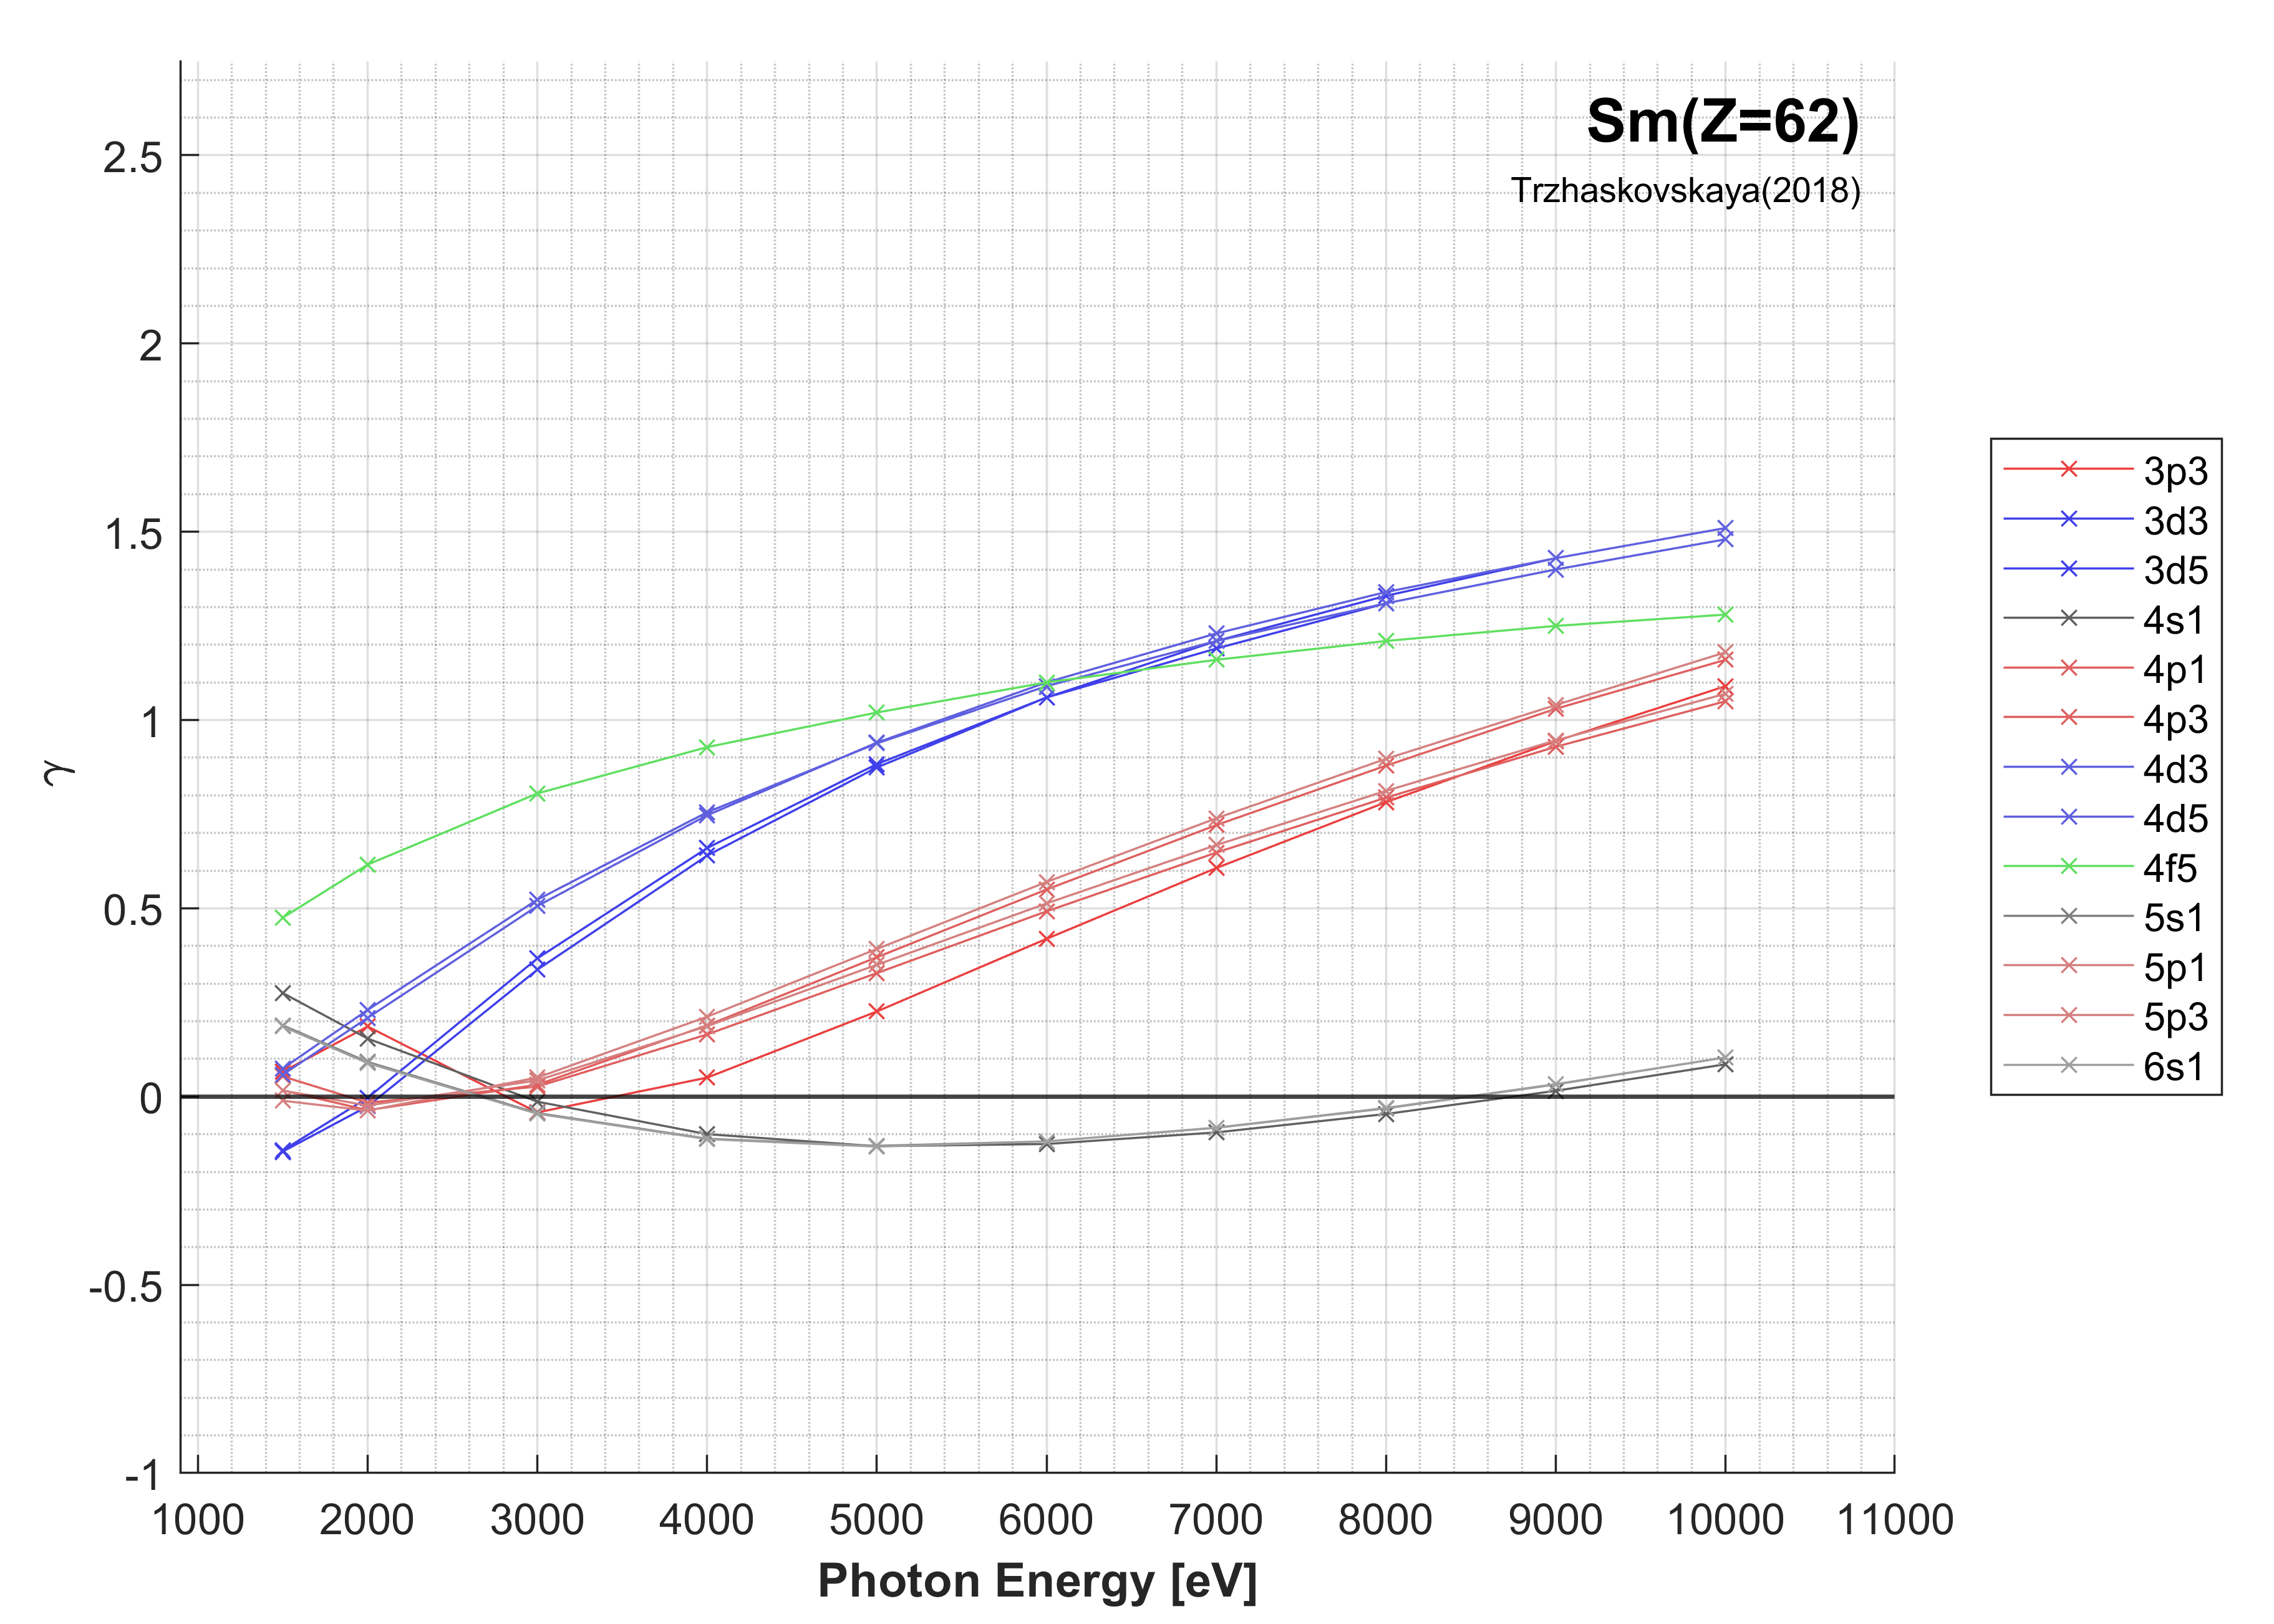 Sm(Z=62)
Trzhaskovskaya(2018)
2.5
2
1.5
1
0.5
0
-0.5
-1
γ
1000 2000 3000 4000 5000 6000 7000 8000 9000 10000 11000
Photon Energy [eV]
3p3
3d3
3d5
4s1
4p1
4p3
4d3
4d5
4f5
5s1
5p1
5p3
6s1